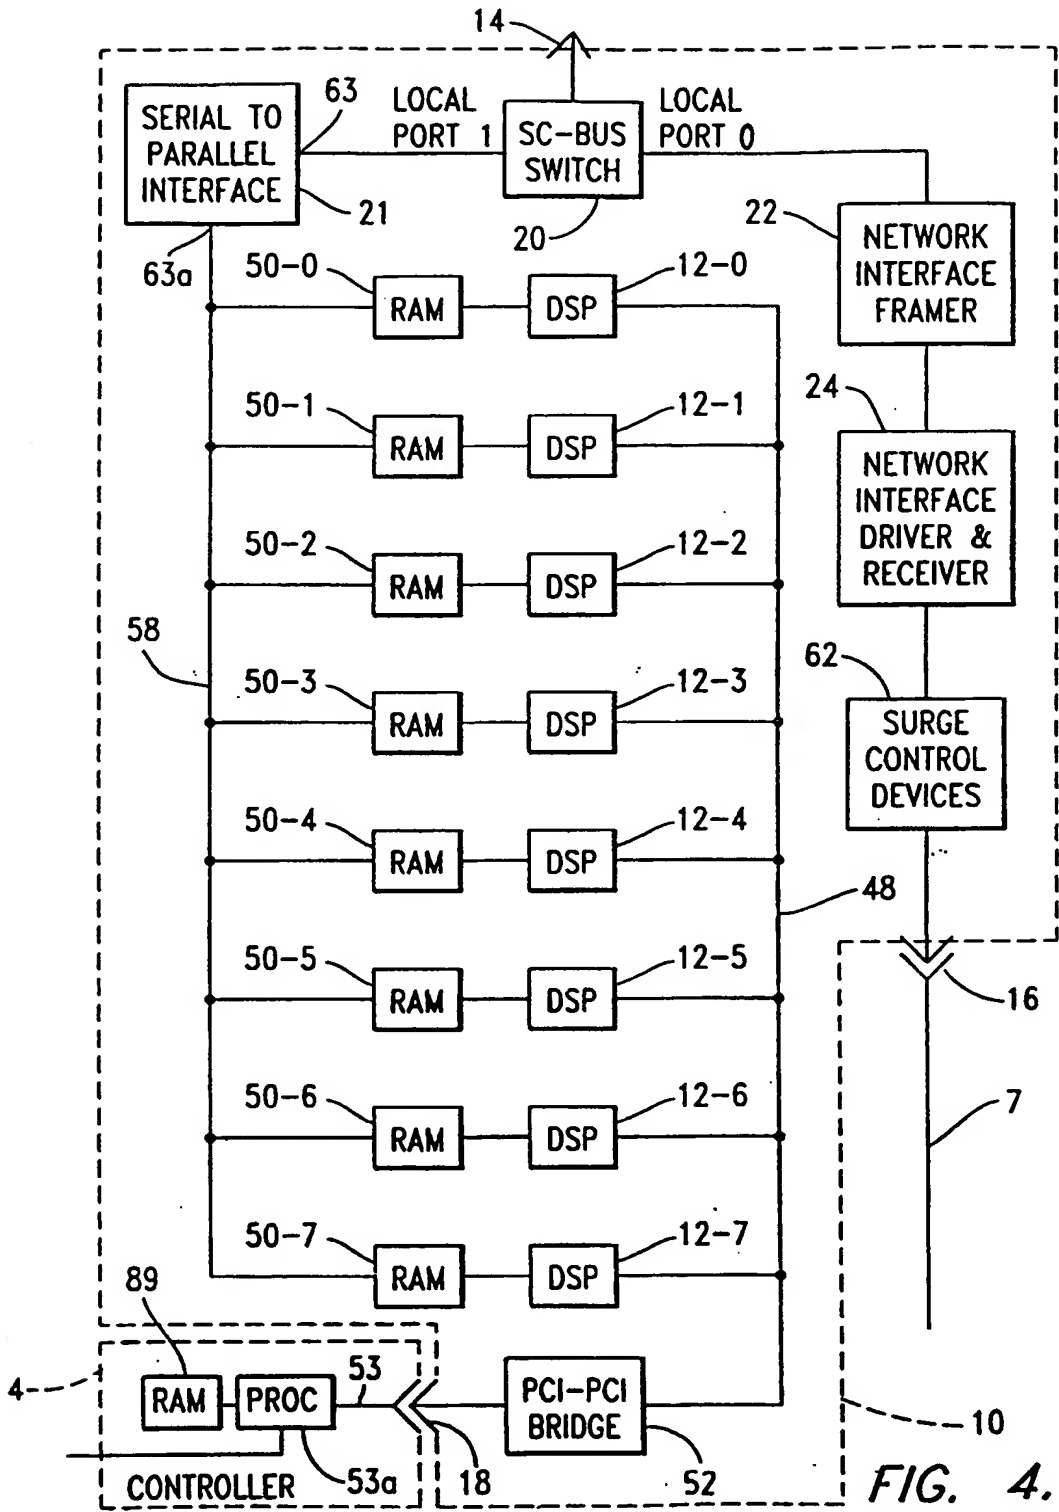 14
63
LOCAL
PORT 1
LOCAL
PORT 0
SERIAL TO
PARALLEL
INTERFACE
SC-BUS
SWITCH
21
20
22
63a
NETWORK
INTERFACE
FRAMER
50-0
12-0
RAM
DSP
24
50-1
12-1
RAM
DSP
NETWORK
INTERFACE
DRIVER &
RECEIVER
50-2
12-2
RAM
DSP
58
62
50-3
12-3
RAM
DSP
SURGE
CONTROL
DEVICES
50-4
12-4
RAM
DSP
48
50-5
12-5
RAM
DSP
16
50-6
12-6
RAM
DSP
7
50-7
12-7
RAM
DSP
89
4
RAM
PROC
53
PCI-PCI
BRIDGE
10
CONTROLLER
53a
18
52
FIG. 4.